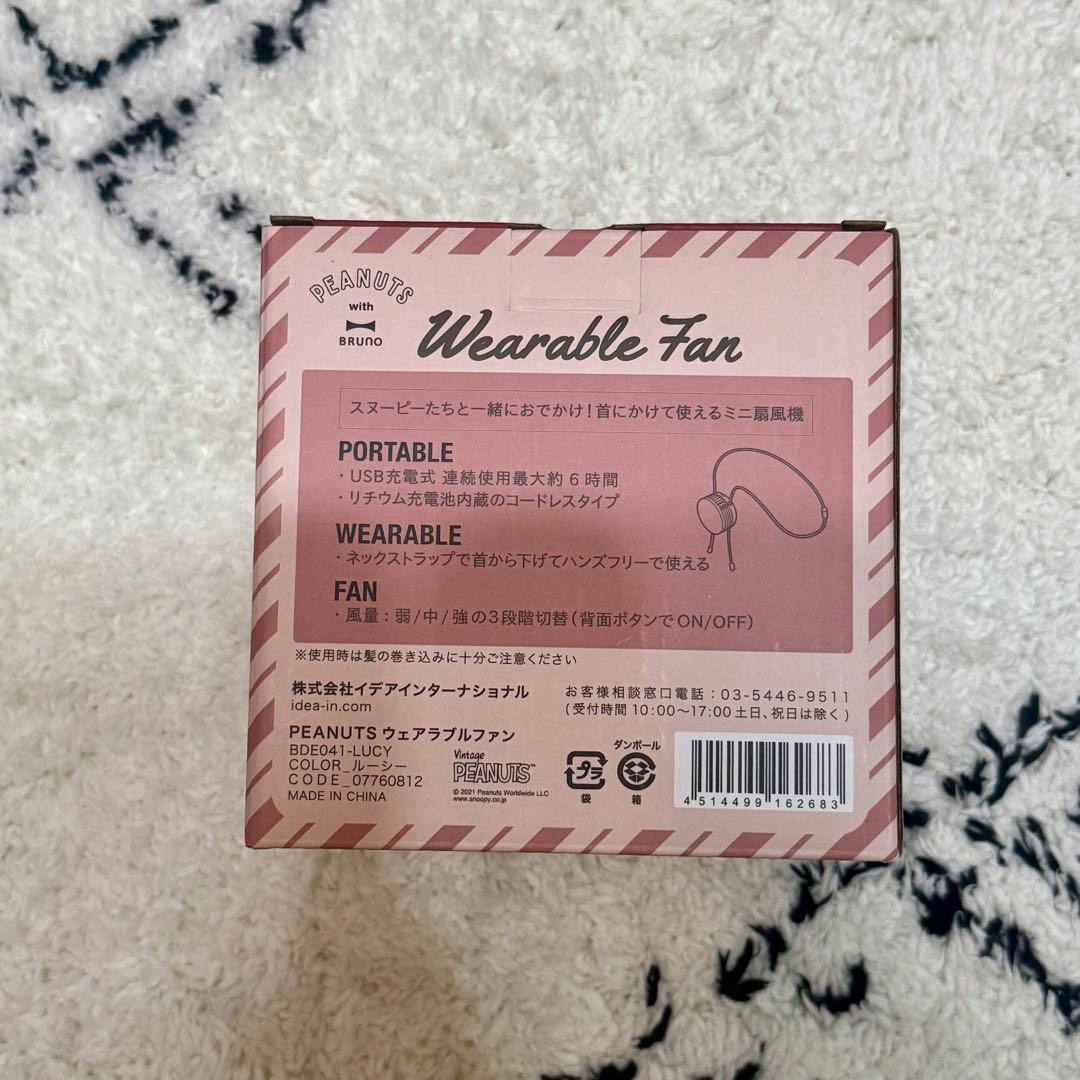 PEANUTS
with
BRUNO
Wearable Fan
スヌーピーたちと一緒におでかけ！首にかけて使えるミニ扇風機
PORTABLE
・USB充電式 連続使用最大約 6 時間
・リチウム充電池内蔵のコードレスタイプ
WEARABLE
・ネックストラップで首から下げてハンズフリーで使える
FAN
・風量：弱/中/強の3段階切替（背面ボタンでON/OFF）
※使用時は髪の巻き込みに十分ご注意ください
株式会社イデアインターナショナル
idea-in.com
お客様相談窓口電話：03-5446-9511
（受付時間 10:00〜17:00 土日、祝日は除く）
PEANUTS ウェアラブルファン
BDE041-LUCY
COLOR_ルーシー
CODE_07760812
MADE IN CHINA
Vintage
PEANUTS™
© 2021 Peanuts Worldwide LLC
www.snoopy.co.jp
プラ
袋
ダンボール
箱
4 514499 162683